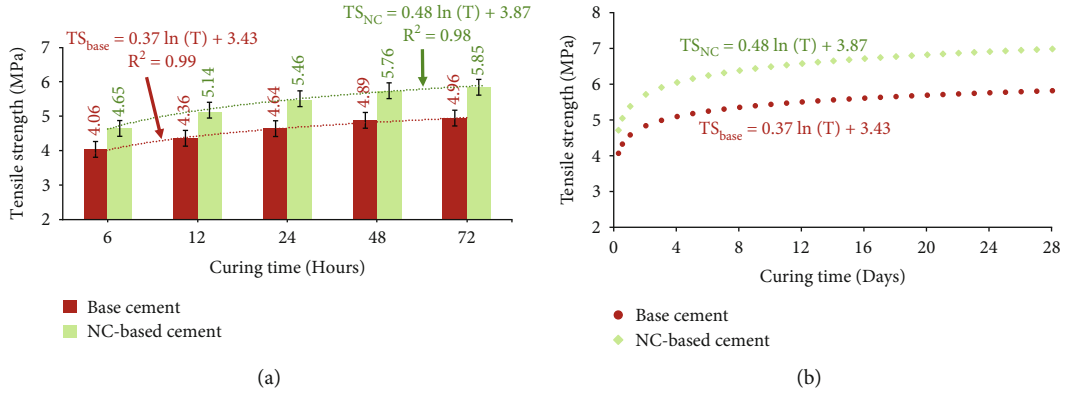 TS_base = 0.37 ln (T) + 3.43
R² = 0.99
TS_NC = 0.48 ln (T) + 3.87
R² = 0.98
Tensile strength (MPa)
7
6
5
4
3
2
4.06
4.65
4.36
5.14
4.64
5.46
4.89
5.76
4.96
5.85
6 12 24 48 72
Curing time (Hours)
Base cement
NC-based cement
(a)
Tensile strength (MPa)
8
7
6
5
4
3
2
TS_NC = 0.48 ln (T) + 3.87
TS_base = 0.37 ln (T) + 3.43
0 4 8 12 16 20 24 28
Curing time (Days)
Base cement
NC-based cement
(b)